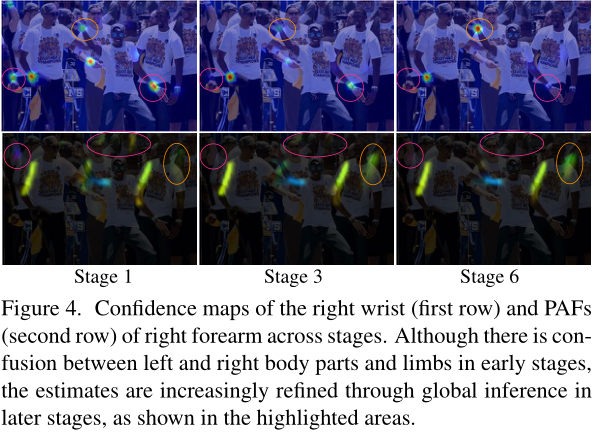 Stage 1
Stage 3
Stage 6
Figure 4. Confidence maps of the right wrist (first row) and PAFs
(second row) of right forearm across stages. Although there is con-
fusion between left and right body parts and limbs in early stages,
the estimates are increasingly refined through global inference in
later stages, as shown in the highlighted areas.